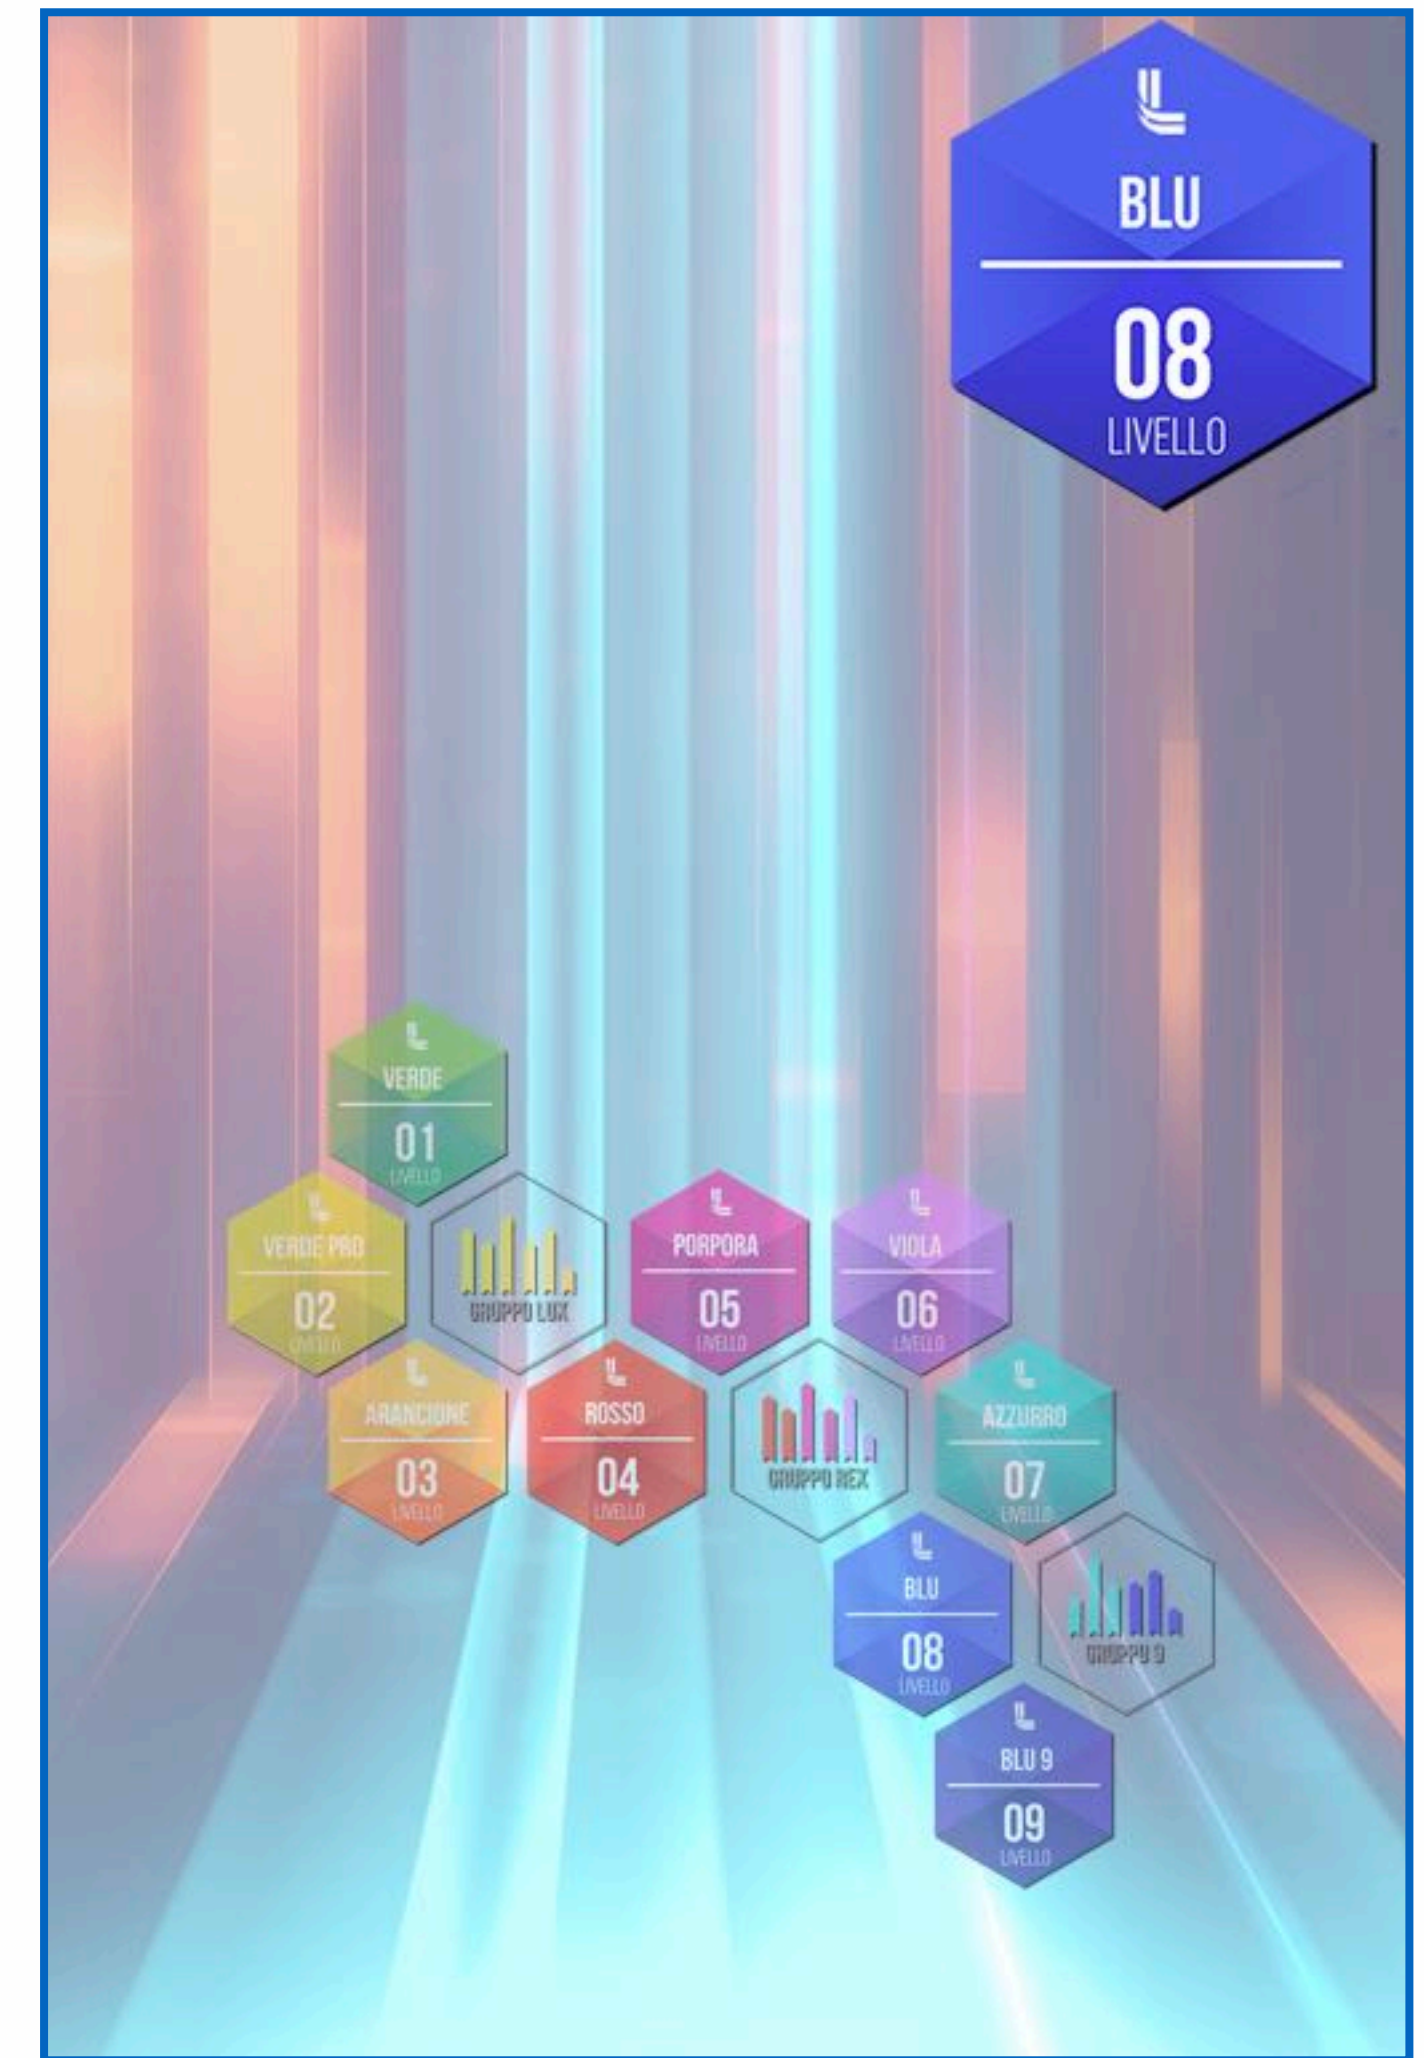 BLU
08
LIVELLO
VERDE
01
LIVELLO
VERDE PRO
02
LIVELLO
GRUPPO LUX
PORPORA
05
LIVELLO
VIOLA
06
LIVELLO
ARANCIONE
03
LIVELLO
ROSSO
04
LIVELLO
GRUPPO REX
AZZURRO
07
LIVELLO
BLU
08
LIVELLO
GRUPPO 9
BLU 9
09
LIVELLO